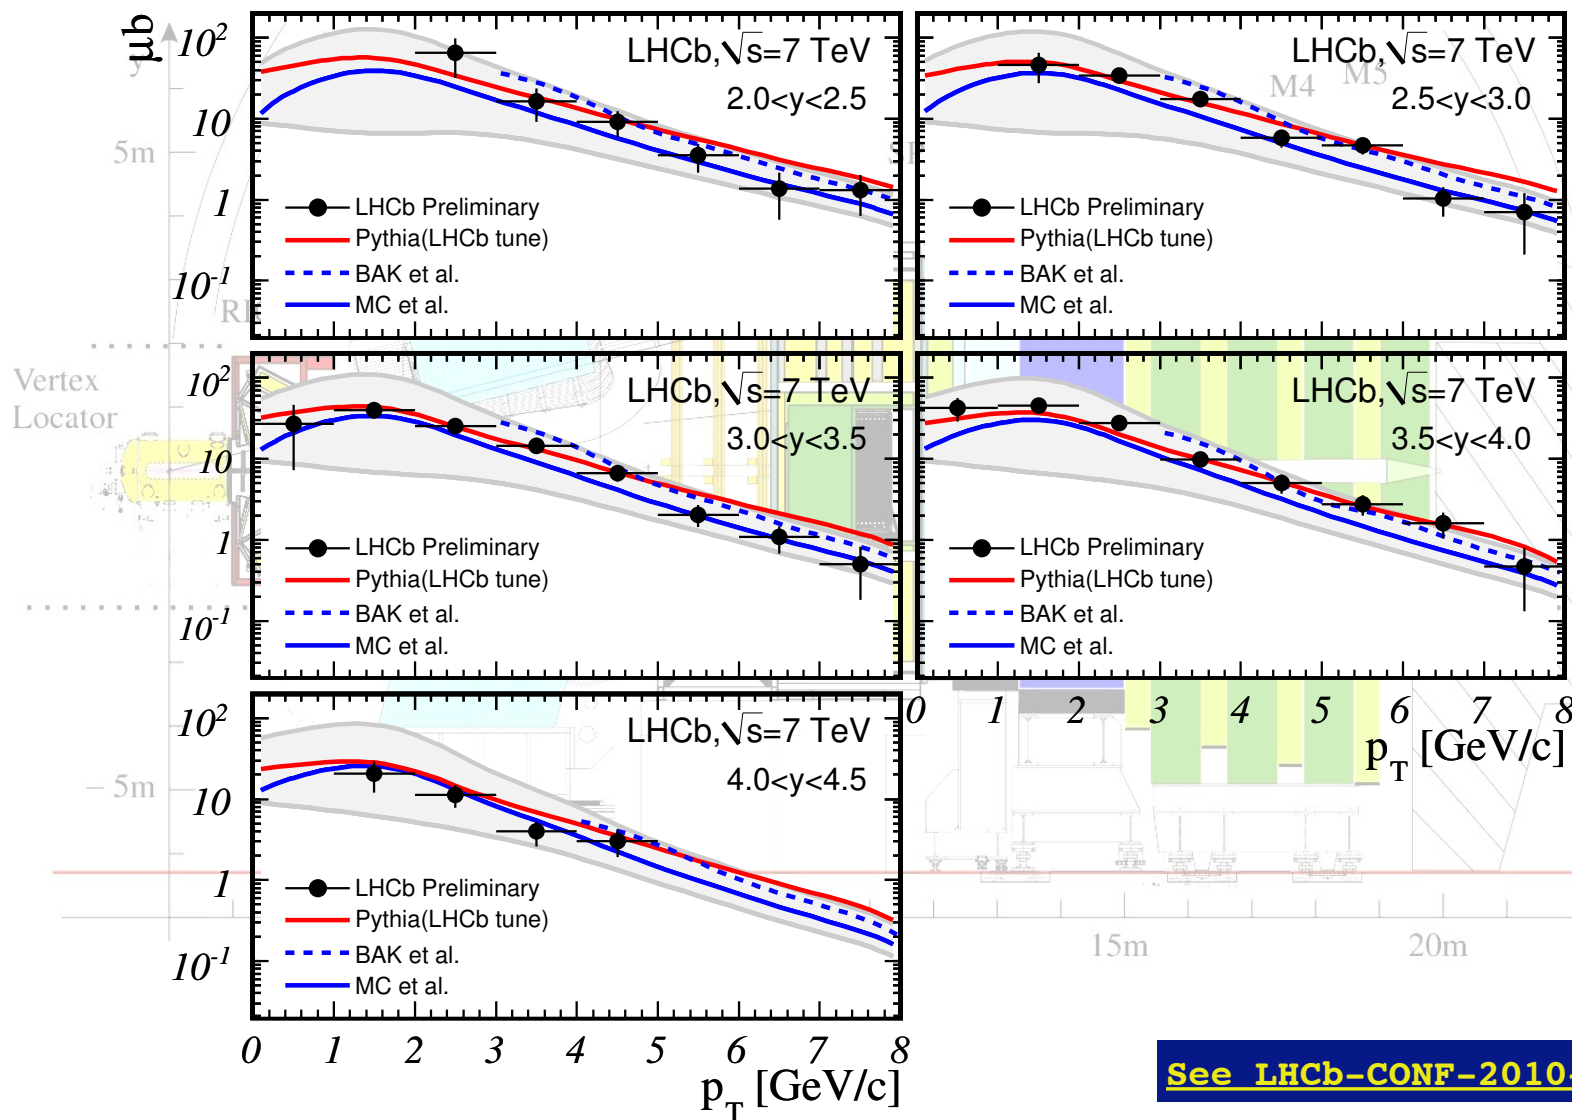 μb
10²
10
1
10⁻¹
LHCb, √s=7 TeV
2.0<y<2.5
LHCb Preliminary
Pythia(LHCb tune)
BAK et al.
MC et al.
LHCb, √s=7 TeV
2.5<y<3.0
LHCb Preliminary
Pythia(LHCb tune)
BAK et al.
MC et al.
M4 M5
y
5m
Vertex
Locator
10²
10
1
10⁻¹
LHCb, √s=7 TeV
3.0<y<3.5
LHCb Preliminary
Pythia(LHCb tune)
BAK et al.
MC et al.
LHCb, √s=7 TeV
3.5<y<4.0
LHCb Preliminary
Pythia(LHCb tune)
BAK et al.
MC et al.
0 1 2 3 4 5 6 7 8
p_T [GeV/c]
10²
10
1
10⁻¹
LHCb, √s=7 TeV
4.0<y<4.5
LHCb Preliminary
Pythia(LHCb tune)
BAK et al.
MC et al.
0 1 2 3 4 5 6 7 8
p_T [GeV/c]
− 5m
15m
20m
See LHCb-CONF-2010-